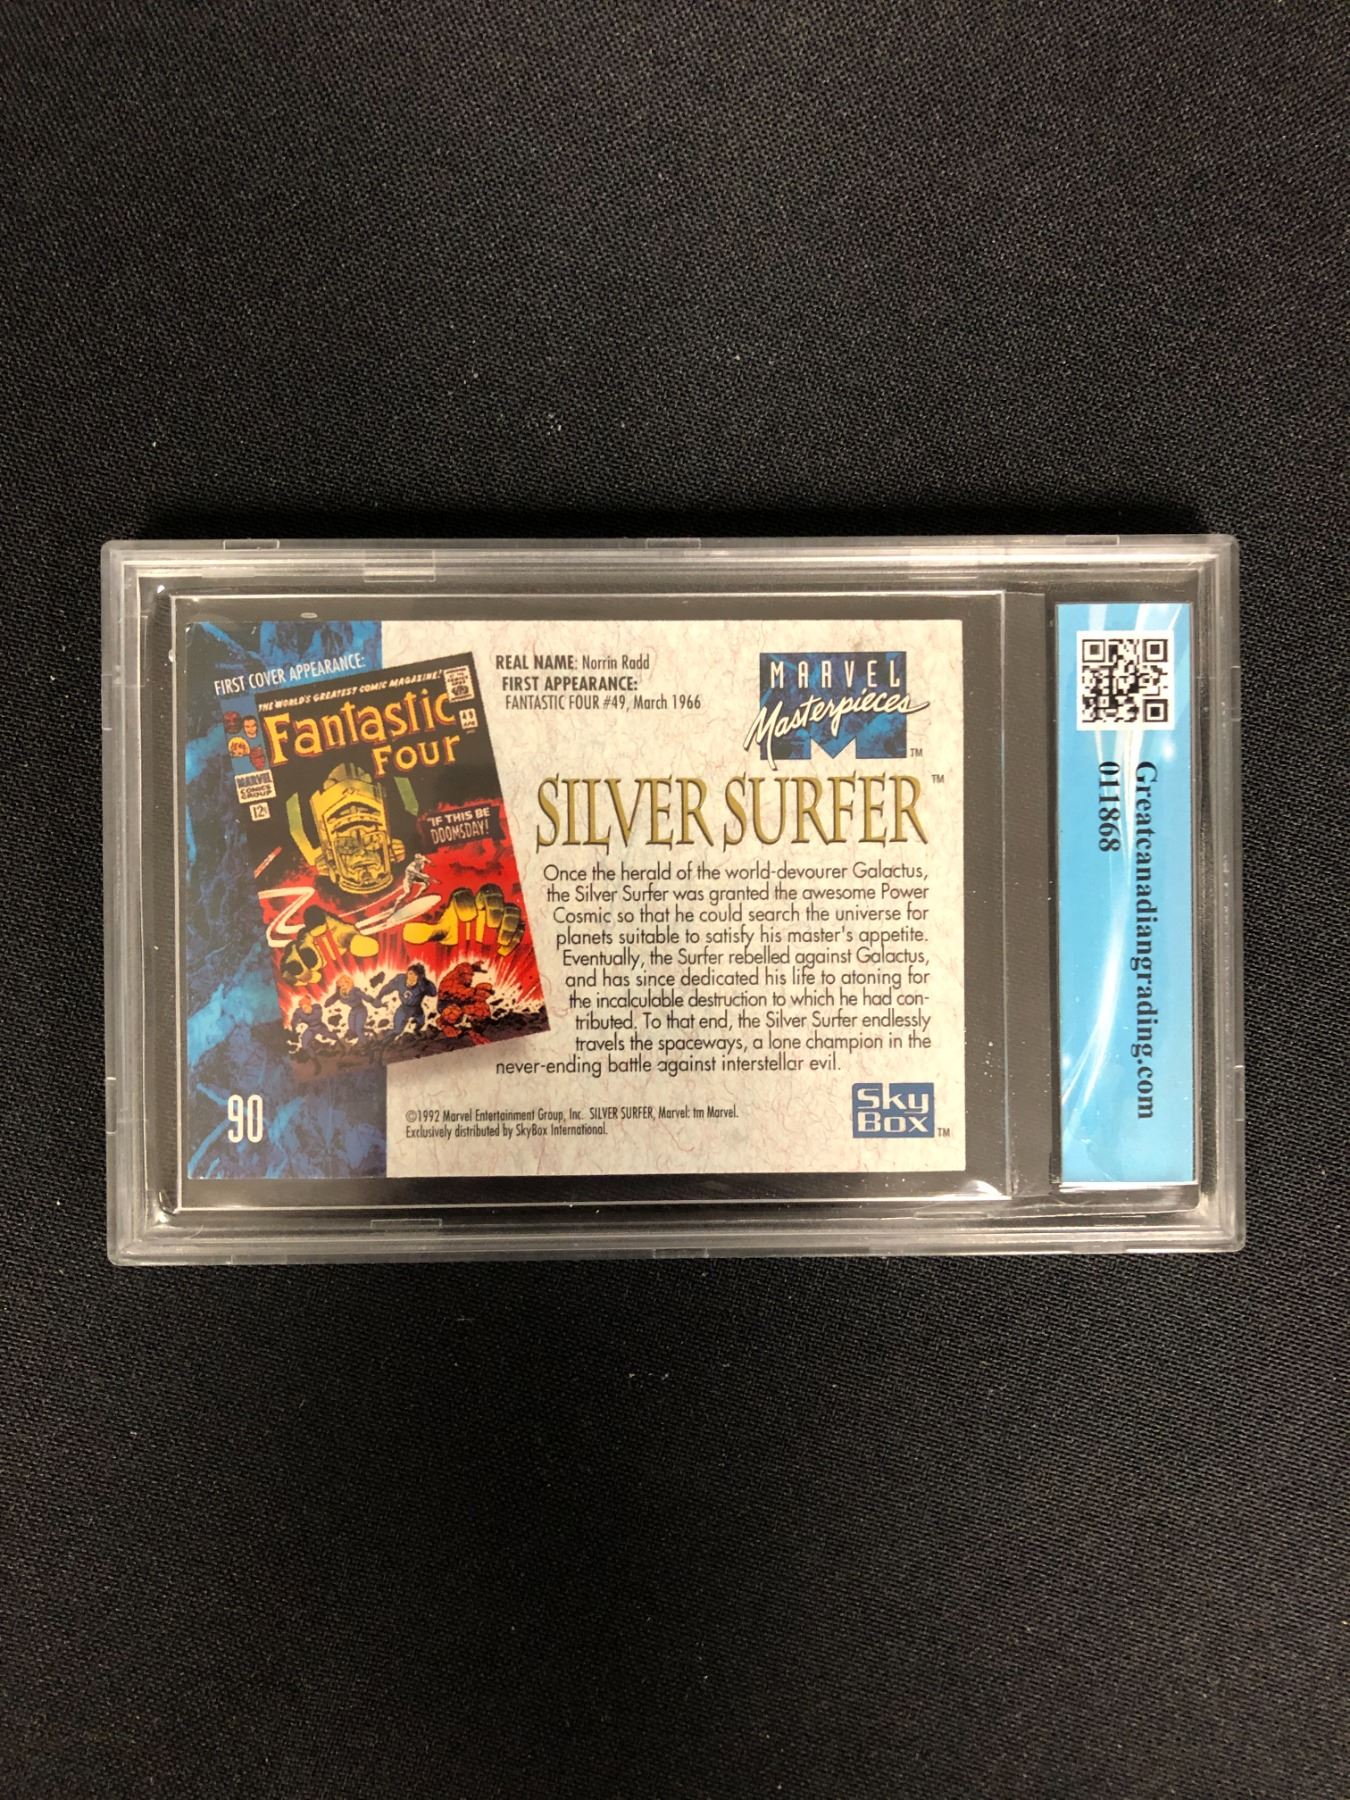 FIRST COVER APPEARANCE:
THE WORLD'S GREATEST COMIC MAGAZINE!
Fantastic
FOUR
49
MARVEL
COMICS
GROUP
12¢
"IF THIS BE
DOOMSDAY!
90
REAL NAME: Norrin Radd
FIRST APPEARANCE:
FANTASTIC FOUR #49, March 1966
MARVEL
Masterpieces
TM
SILVER SURFER™
Once the herald of the world-devourer Galactus,
the Silver Surfer was granted the awesome Power
Cosmic so that he could search the universe for
planets suitable to satisfy his master's appetite.
Eventually, the Surfer rebelled against Galactus,
and has since dedicated his life to atoning for
the incalculable destruction to which he had con-
tributed. To that end, the Silver Surfer endlessly
travels the spaceways, a lone champion in the
never-ending battle against interstellar evil.
©1992 Marvel Entertainment Group, Inc. SILVER SURFER, Marvel: tm Marvel.
Exclusively distributed by SkyBox International.
SKY
BOX TM
Greatcanadiangrading.com
011868